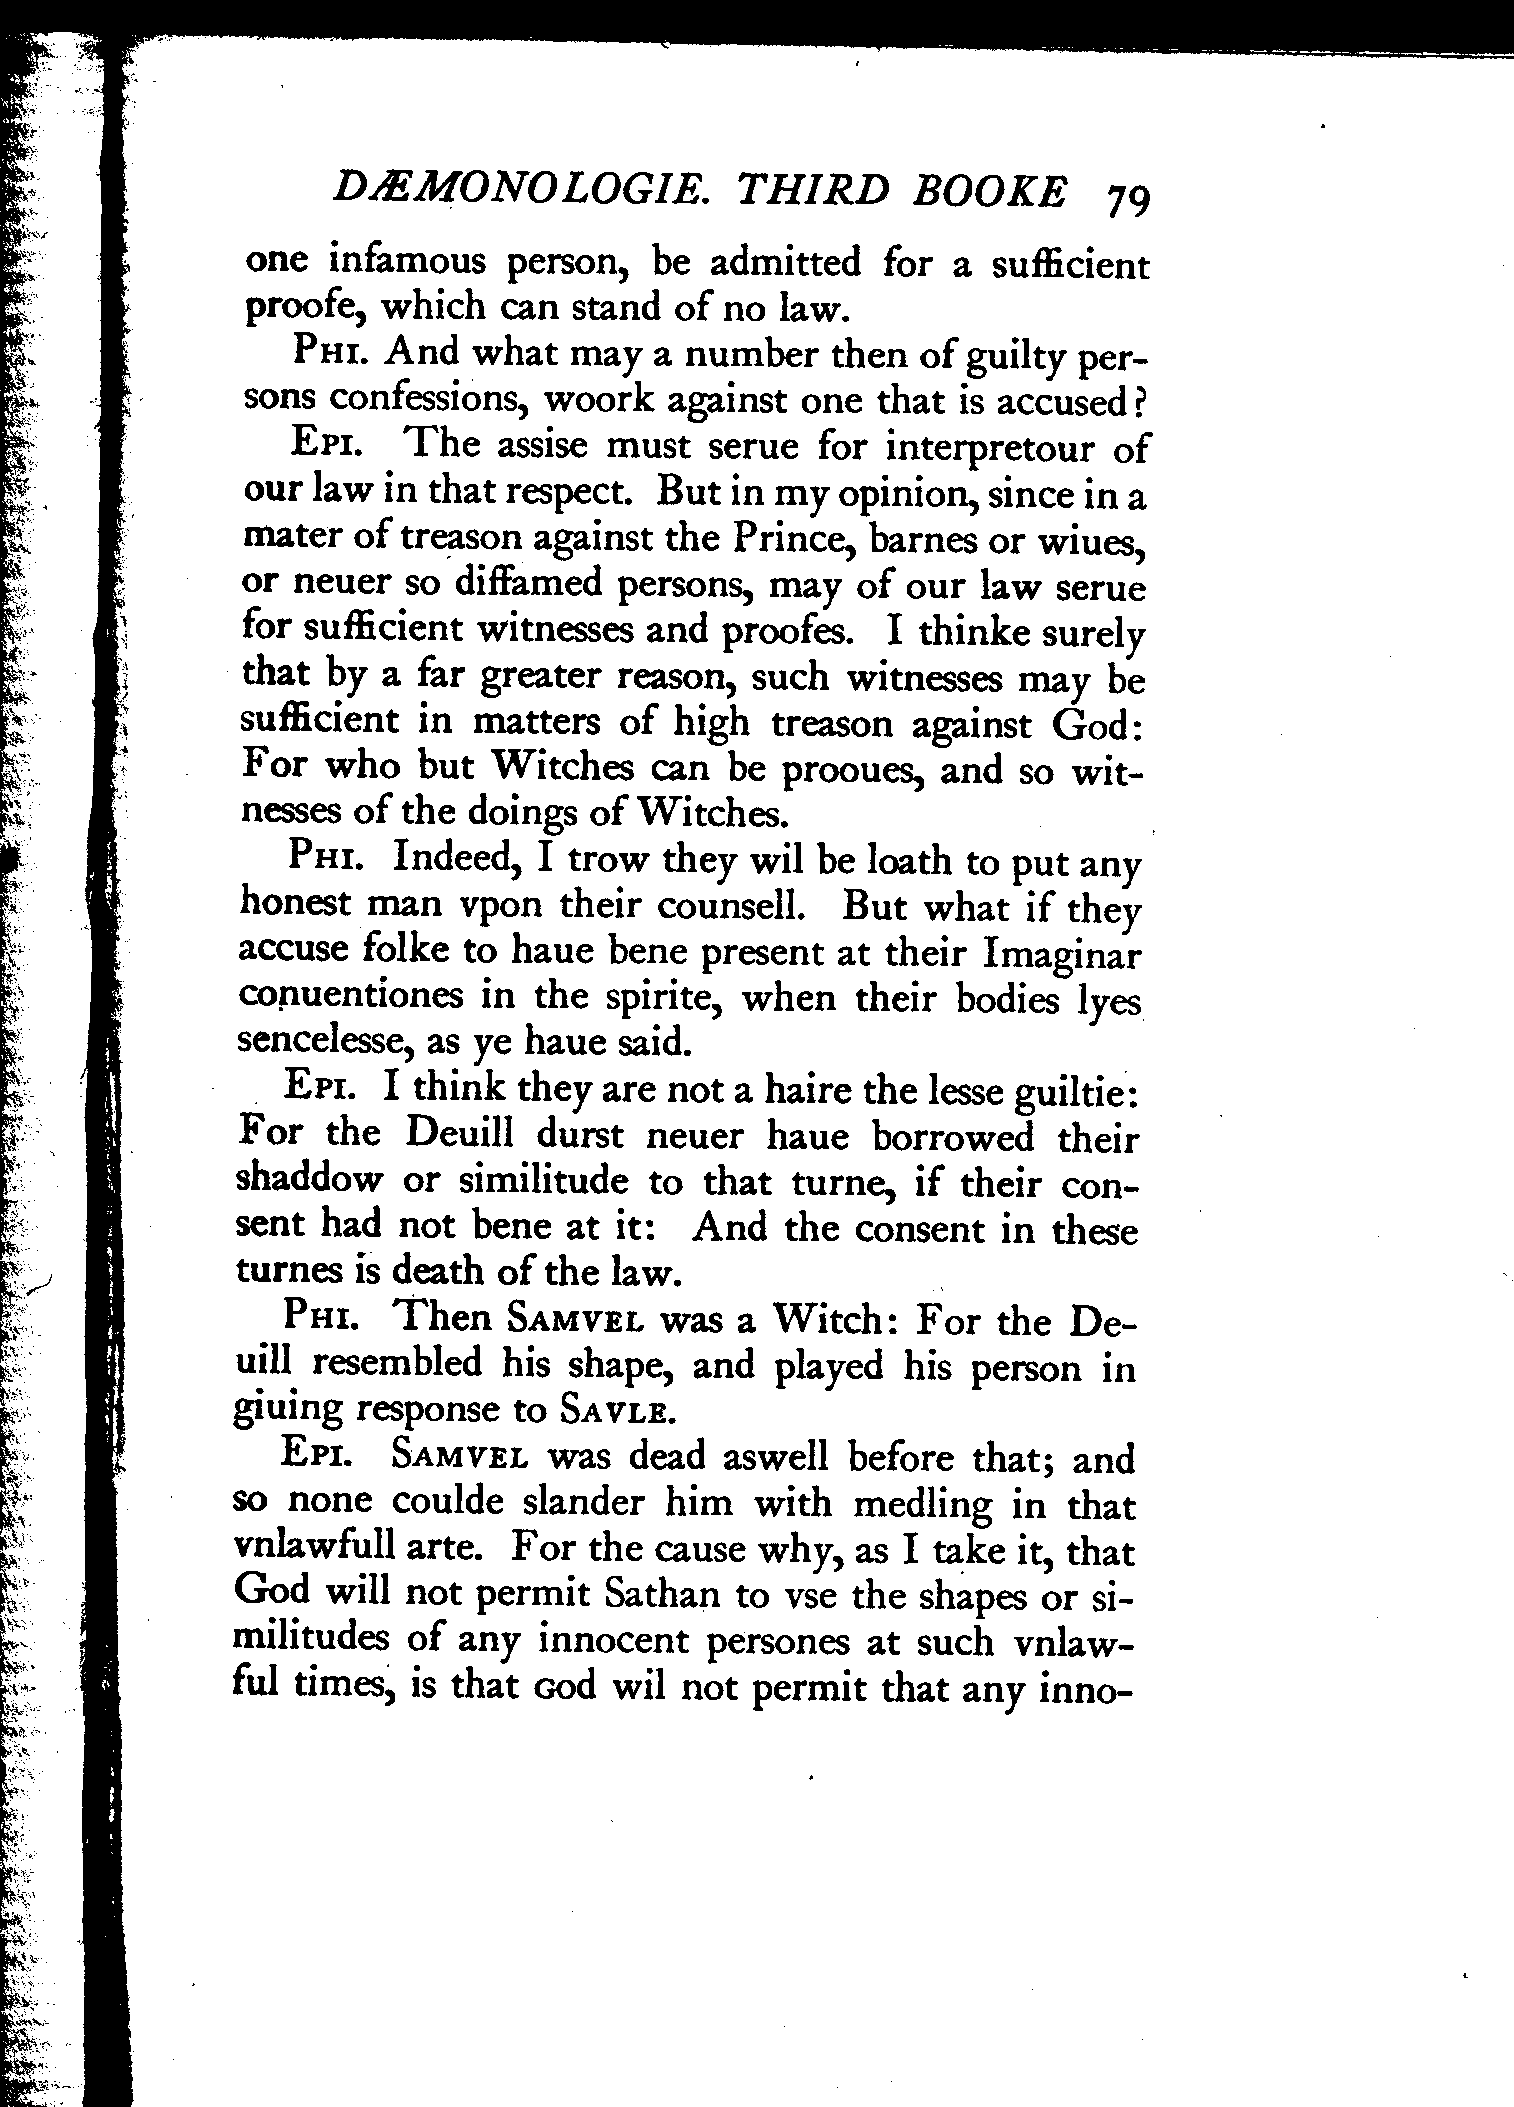 DÆMONOLOGIE. THIRD BOOKE 79
one infamous person, be admitted for a sufficient
proofe, which can stand of no law.
PHI. And what may a number then of guilty per-
sons confessions, woork against one that is accused?
EPI. The assise must serue for interpretour of
our law in that respect. But in my opinion, since in a
mater of treason against the Prince, barnes or wiues,
or neuer so diffamed persons, may of our law serue
for sufficient witnesses and proofes. I thinke surely
that by a far greater reason, such witnesses may be
sufficient in matters of high treason against God:
For who but Witches can be prooues, and so wit-
nesses of the doings of Witches.
PHI. Indeed, I trow they wil be loath to put any
honest man vpon their counsell. But what if they
accuse folke to haue bene present at their Imaginar
conuentiones in the spirite, when their bodies lyes
sencelesse, as ye haue said.
EPI. I think they are not a haire the lesse guiltie:
For the Deuill durst neuer haue borrowed their
shaddow or similitude to that turne, if their con-
sent had not bene at it: And the consent in these
turnes is death of the law.
PHI. Then SAMVEL was a Witch: For the De-
uill resembled his shape, and played his person in
giuing response to SAVLE.
EPI. SAMVEL was dead aswell before that; and
so none coulde slander him with medling in that
vnlawfull arte. For the cause why, as I take it, that
God will not permit Sathan to vse the shapes or si-
militudes of any innocent persones at such vnlaw-
ful times, is that GOD wil not permit that any inno-